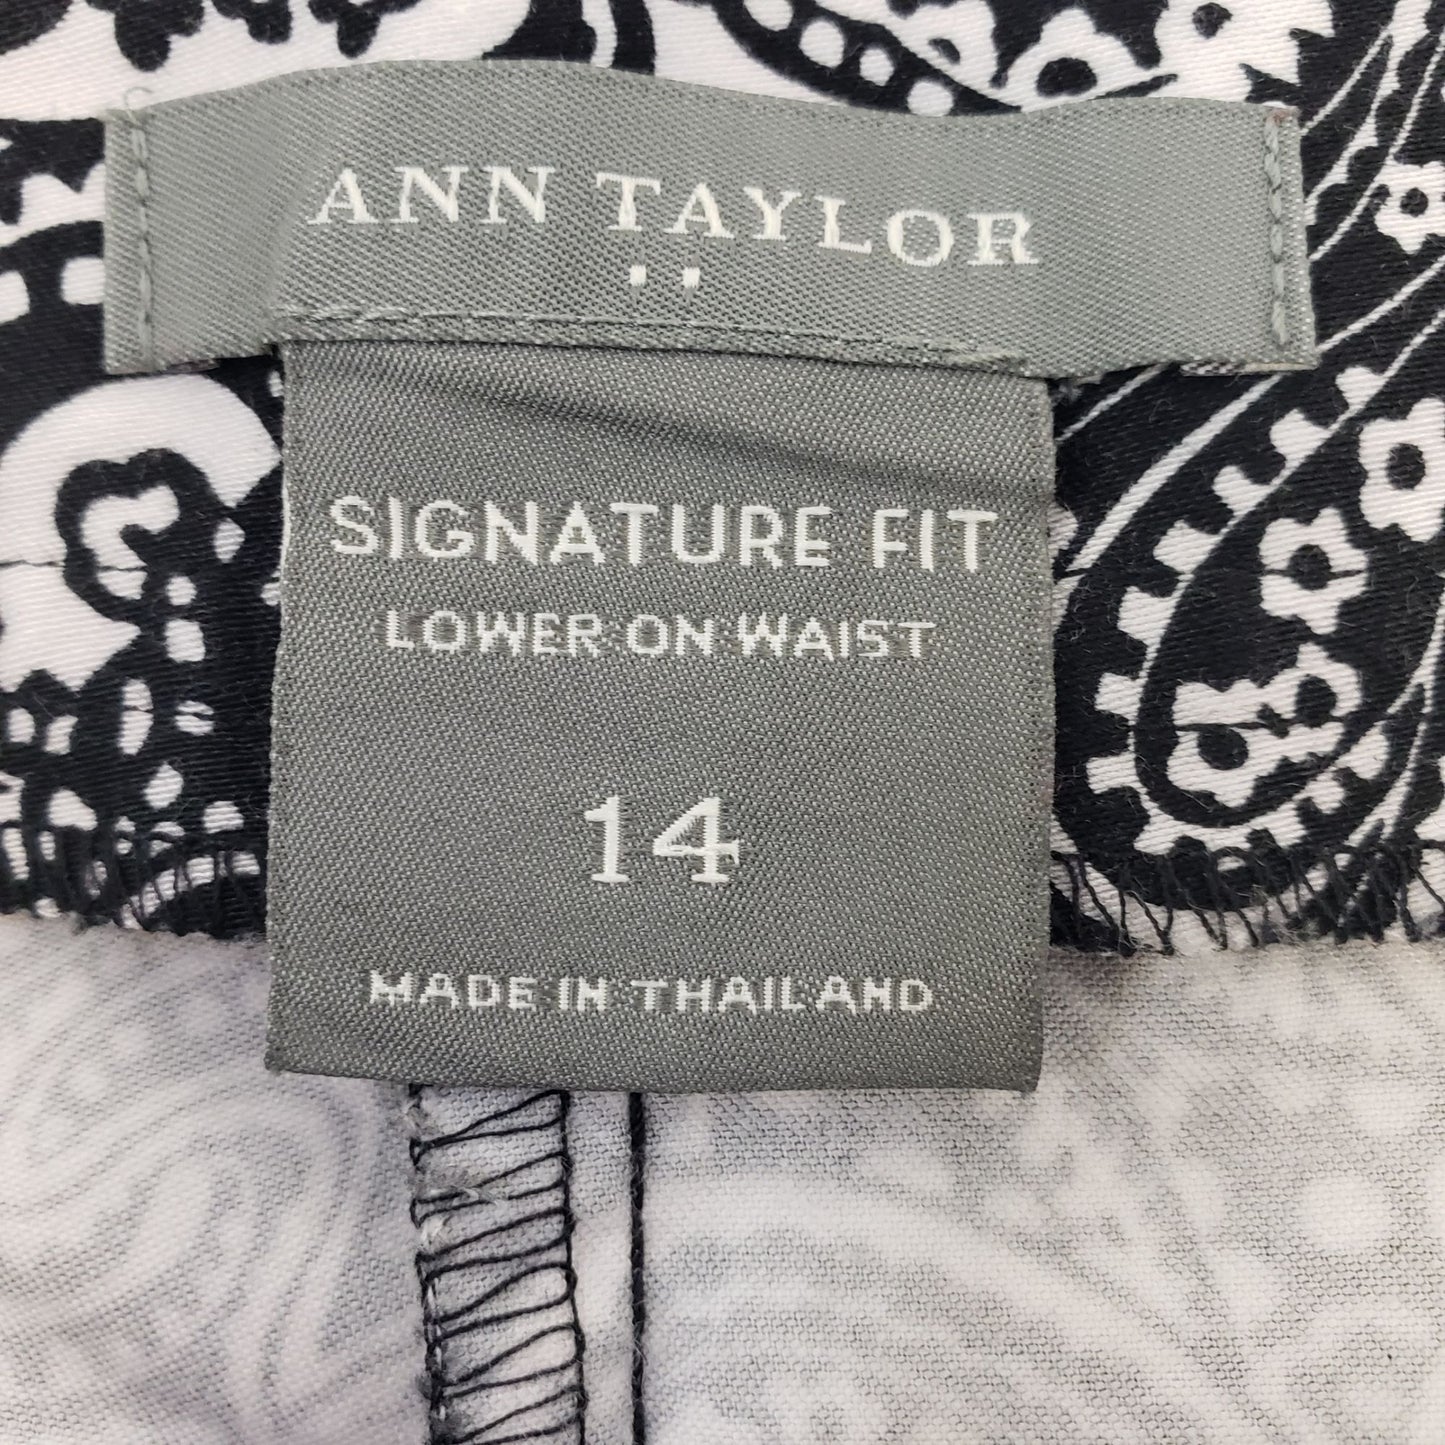 ANN TAYLOR
SIGNATURE FIT
LOWER ON WAIST
14
MADE IN THAILAND